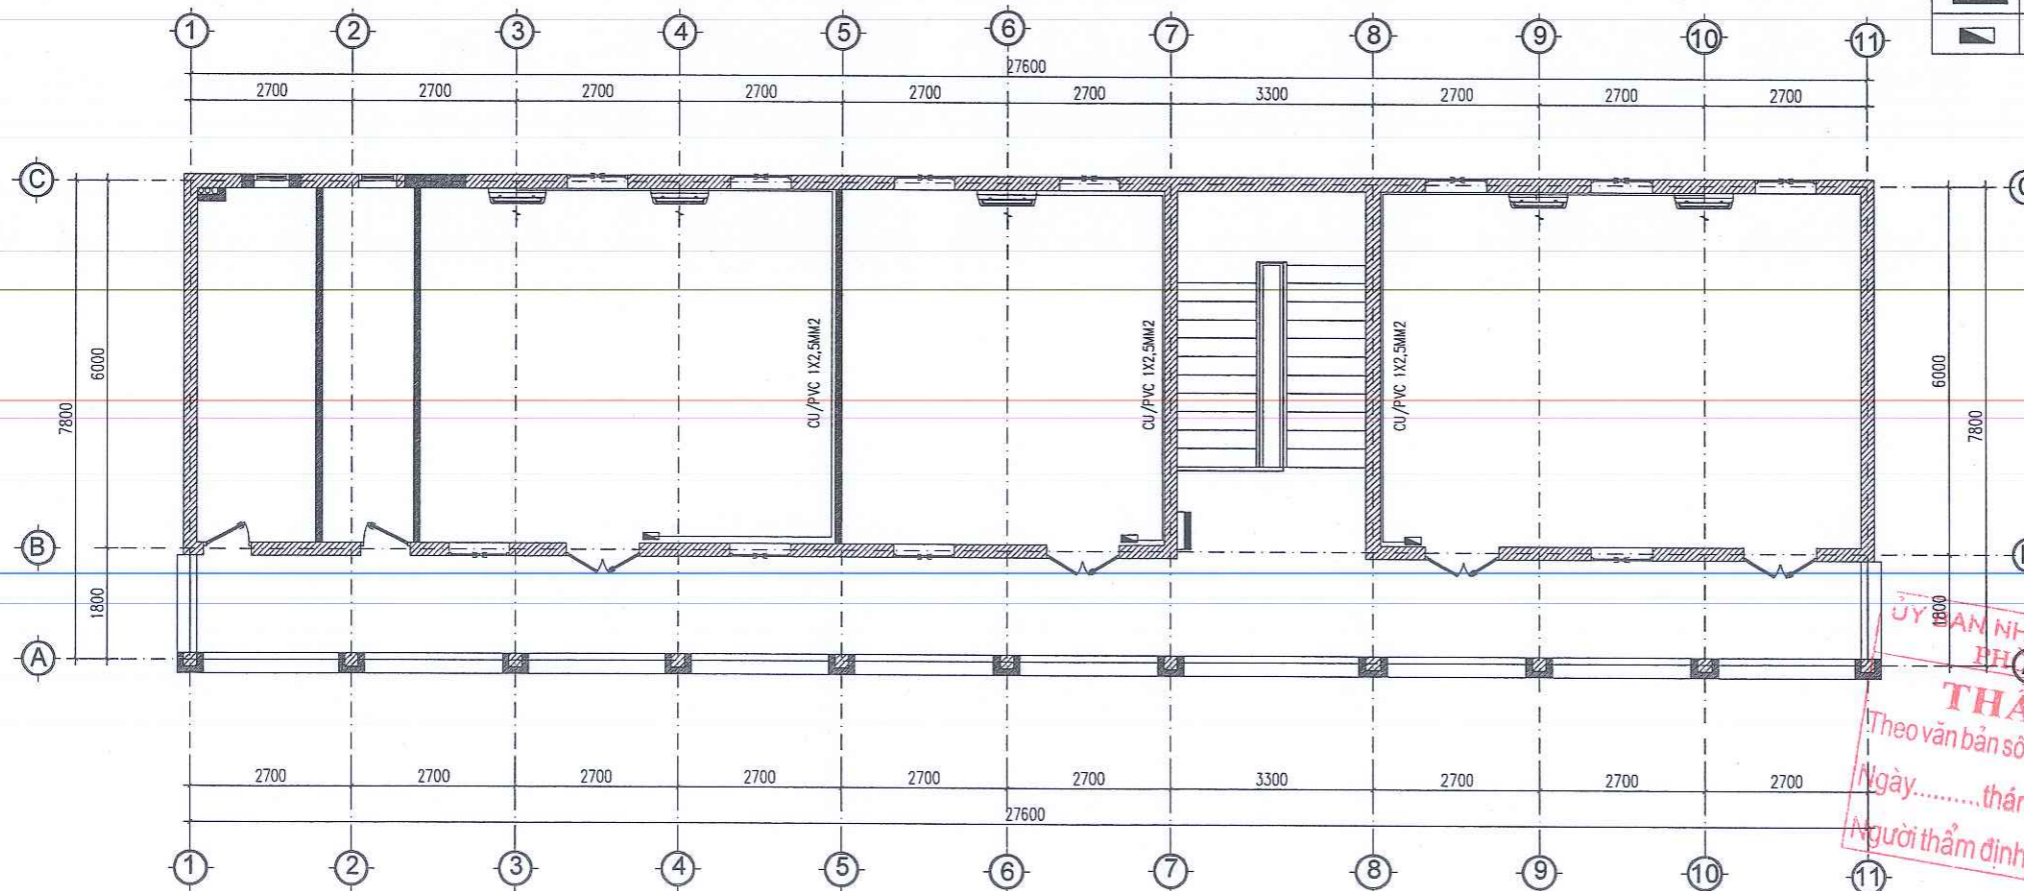 1 2 3 4 5 6 7 8 9 10 11
27600
2700 2700 2700 2700 2700 2700 3300 2700 2700 2700
C
B
A
7800
6000
1800
CU/PVC 1X2,5MM2
CU/PVC 1X2,5MM2
CU/PVC 1X2,5MM2
6000
7800
1800
ỦY BAN
THẨ
Theo văn bản số
Ngày..........thán
Người thẩm định
2700 2700 2700 2700 2700 2700 3300 2700 2700 2700
27600
1 2 3 4 5 6 7 8 9 10 11